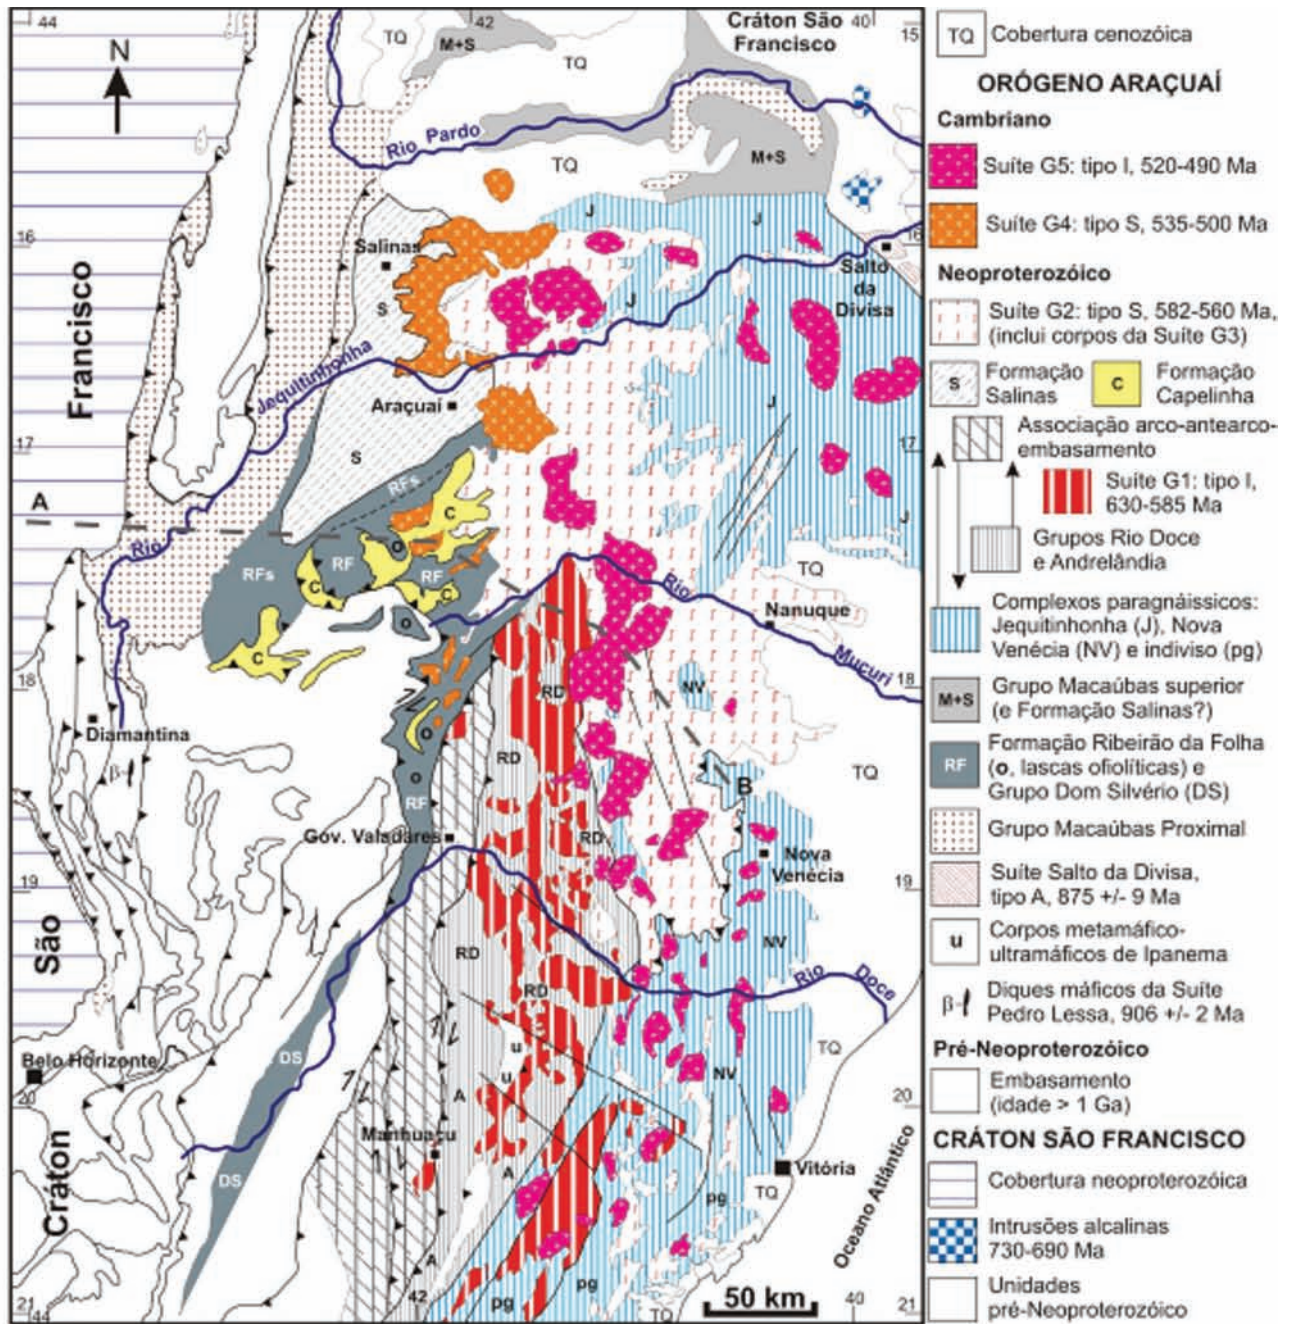 44
42
Cráton São
Francisco
40
15
N
TQ
M+S
TQ
TQ
Rio Pardo
M+S
TQ
J
J
16
16
Salinas
Salto
da
Divisa
Francisco
S
J
Jequitinhonha
Araçuaí
J
17
17
S
RFs
A
C
J
Rio
O
RFs
RF
RF
TQ
C
C
Rio
Nanuque
O
C
Mucuri
18
RD
NV
18
Diamantina
RD
O
β-
TQ
O
B
RF
Gov. Valadares
RD
Nova
Venécia
19
19
São
RD
NV
Rio Doce
RD
Belo Horizonte
DS
u
NV
TQ
u
20
A
20
Manhuaçu
Cráton
DS
A
Vitória
pg
TQ
Oceano Atlântico
A
pg
pg
50 km
21
44
42
TQ
40
21
TQ Cobertura cenozóica
ORÓGENO ARAÇUAÍ
Cambriano
Suíte G5: tipo I, 520-490 Ma
Suíte G4: tipo S, 535-500 Ma
Neoproterozóico
Suíte G2: tipo S, 582-560 Ma,
(inclui corpos da Suíte G3)
S Formação Salinas
C Formação Capelinha
Associação arco-antearco-
embasamento
Suíte G1: tipo I,
630-585 Ma
Grupos Rio Doce
e Andrelândia
Complexos paragnáissicos:
Jequitinhonha (J), Nova
Venécia (NV) e indiviso (pg)
M+S Grupo Macaúbas superior
(e Formação Salinas?)
RF Formação Ribeirão da Folha
(o, lascas ofiolíticas) e
Grupo Dom Silvério (DS)
Grupo Macaúbas Proximal
Suíte Salto da Divisa,
tipo A, 875 +/- 9 Ma
u Corpos metamáfico-
ultramáficos de Ipanema
β- Diques máficos da Suíte
Pedro Lessa, 906 +/- 2 Ma
Pré-Neoproterozóico
Embasamento
(idade > 1 Ga)
CRÁTON SÃO FRANCISCO
Cobertura neoproterozóica
Intrusões alcalinas
730-690 Ma
Unidades
pré-Neoproterozóico